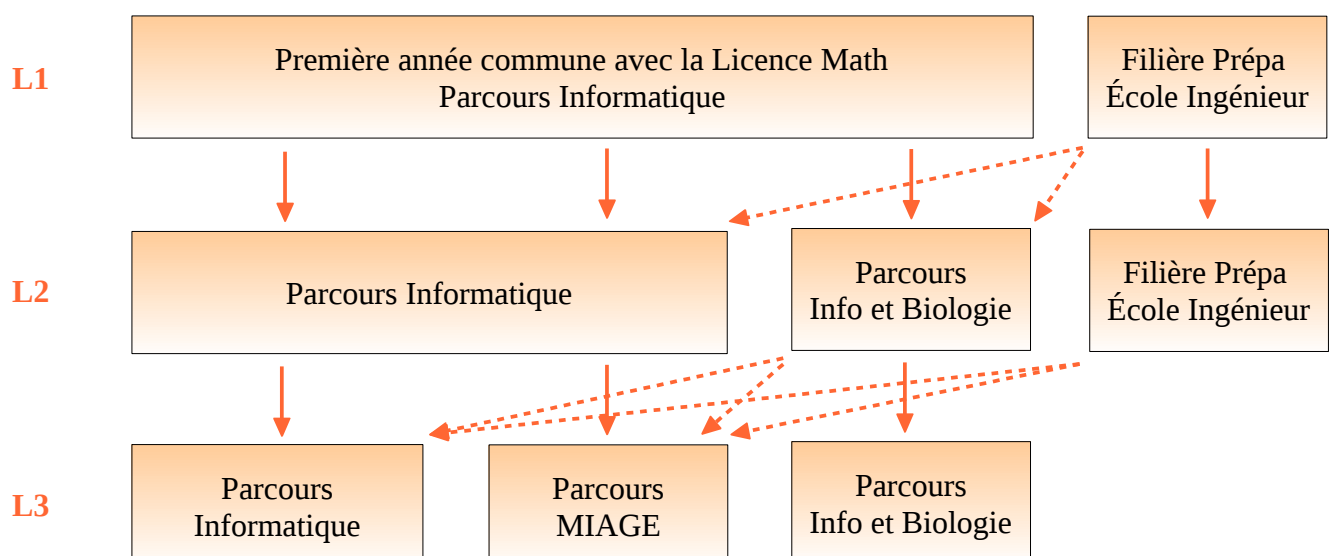 L1
Première année commune avec la Licence Math
Parcours Informatique
Filière Prépa
École Ingénieur
L2
Parcours Informatique
Parcours
Info et Biologie
Filière Prépa
École Ingénieur
L3
Parcours
Informatique
Parcours
MIAGE
Parcours
Info et Biologie